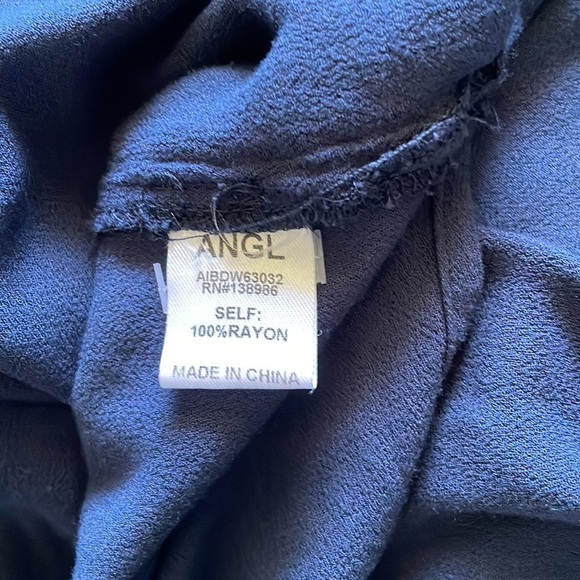 ANGL
AIBDW63032
RN#138986
SELF:
100%RAYON
MADE IN CHINA